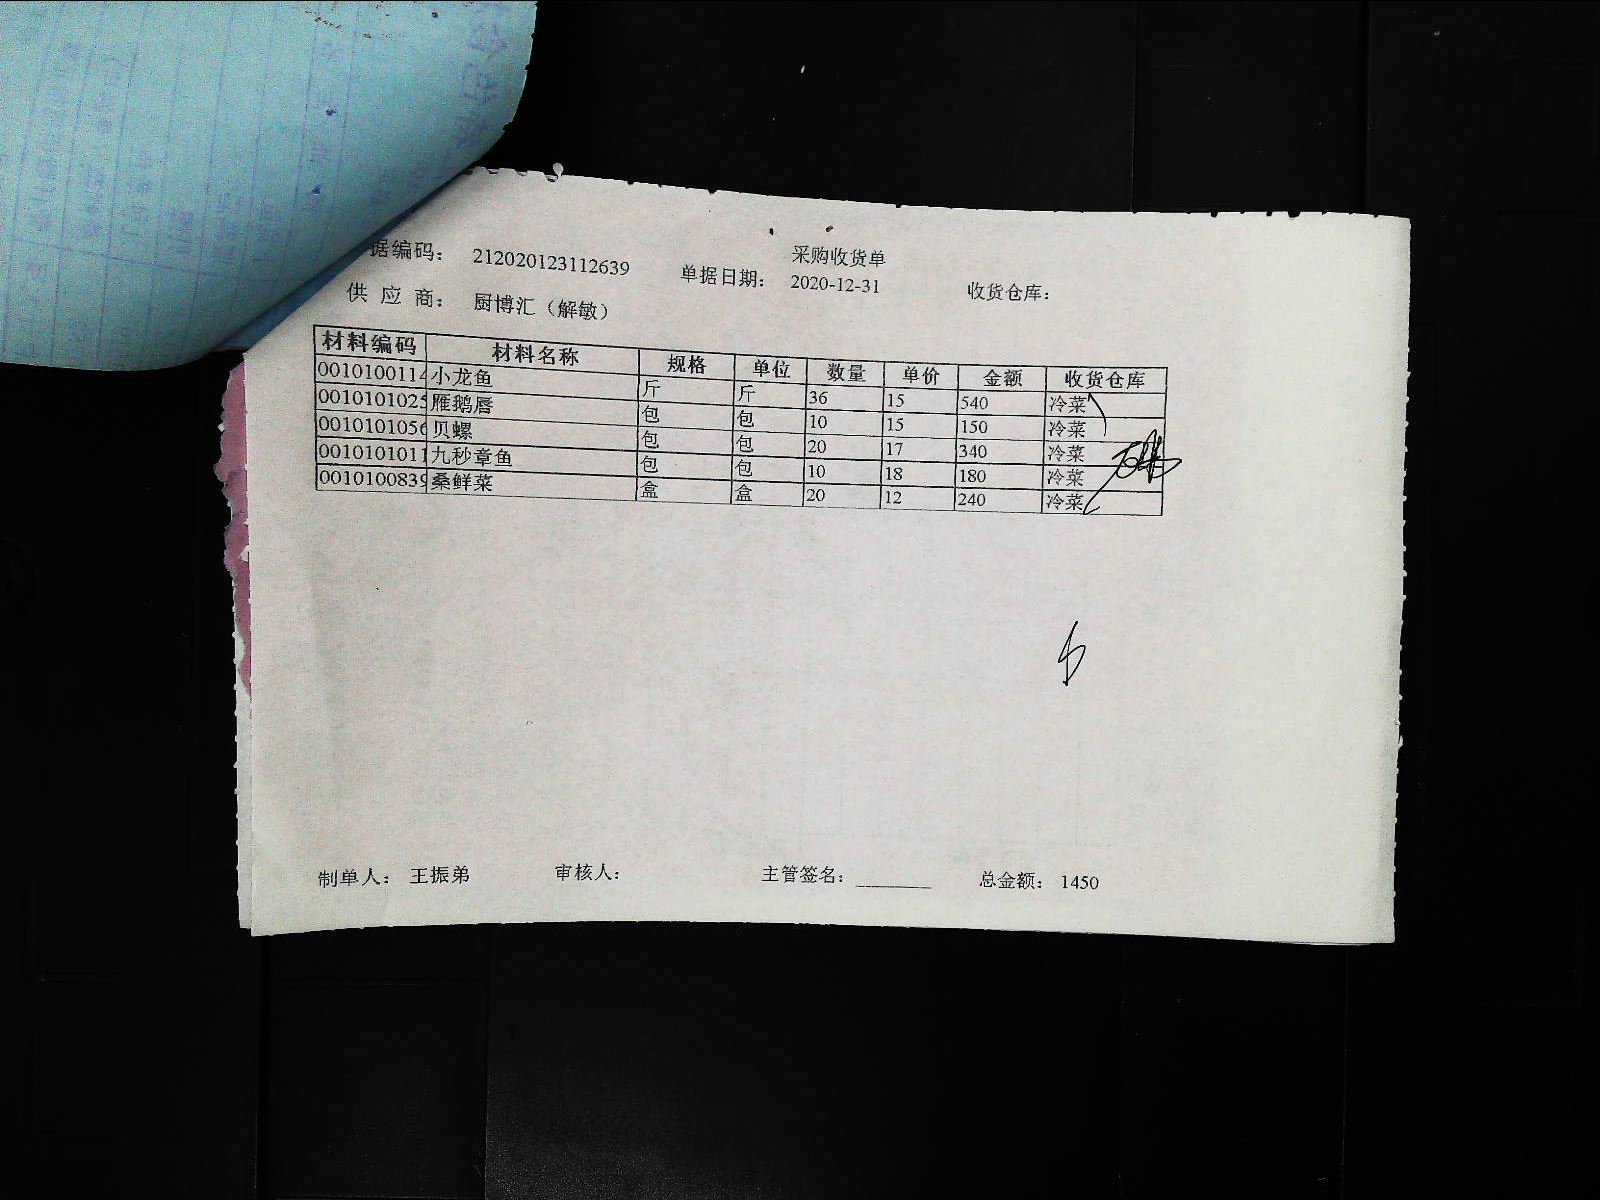 采购收货单
据编码： 212020123112639 单据日期： 2020-12-31 收货仓库：
供 应 商： 厨博汇（解敏）
材料编码 材料名称 规格 单位 数量 单价 金额 收货仓库
0010100114 小龙鱼 斤 斤 36 15 540 冷菜
0010101025 雁鹅唇 包 包 10 15 150 冷菜
0010101056 贝螺 包 包 20 17 340 冷菜
0010101011 九秒章鱼 包 包 10 18 180 冷菜
0010100839 桑鲜菜 盒 盒 20 12 240 冷菜
制单人： 王振弟 审核人： 主管签名： 总金额： 1450